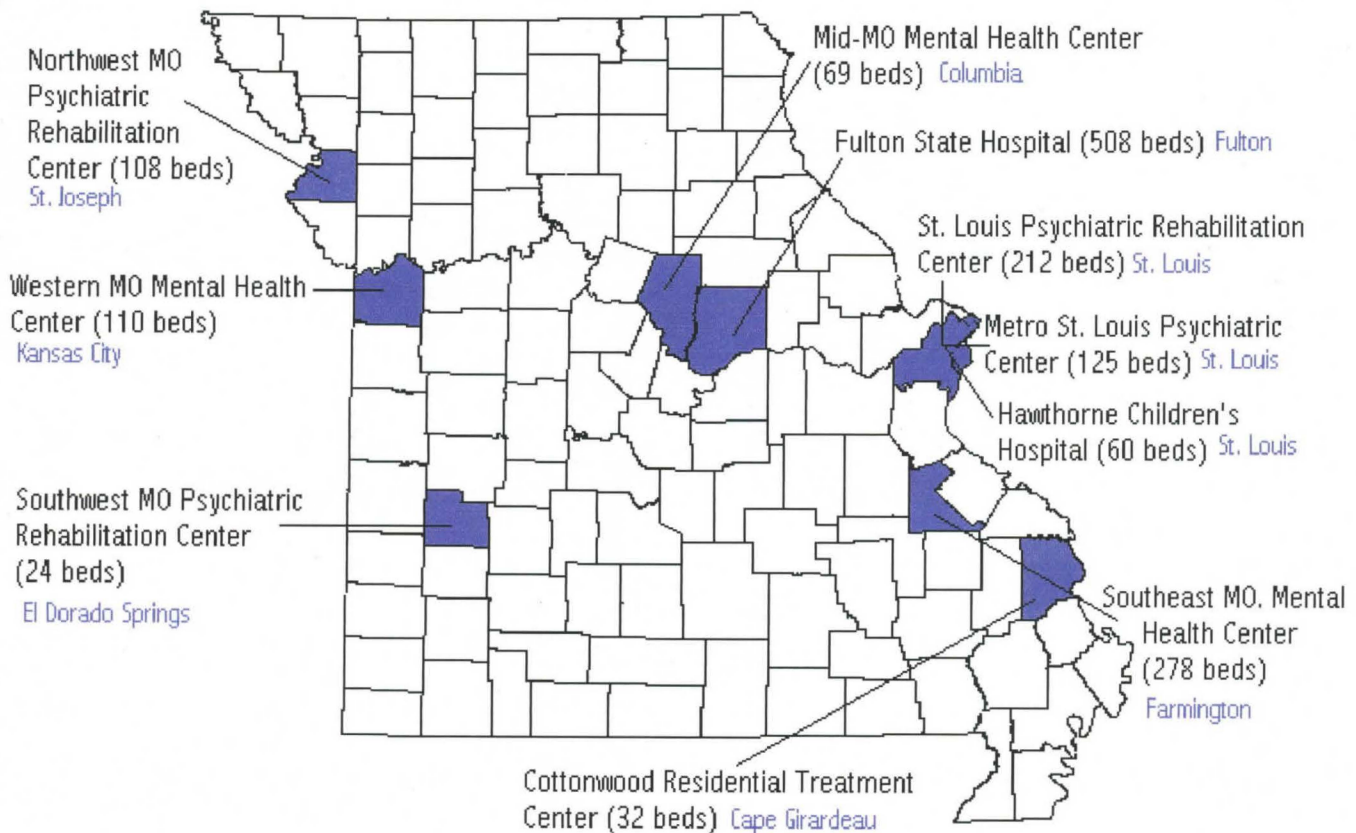 Northwest MO
Psychiatric
Rehabilitation
Center (108 beds)
St. Joseph
Western MO Mental Health
Center (110 beds)
Kansas City
Southwest MO Psychiatric
Rehabilitation Center
(24 beds)
El Dorado Springs
Mid-MO Mental Health Center
(69 beds) Columbia
Fulton State Hospital (508 beds) Fulton
St. Louis Psychiatric Rehabilitation
Center (212 beds) St. Louis
Metro St. Louis Psychiatric
Center (125 beds) St. Louis
Hawthorne Children's
Hospital (60 beds) St. Louis
Southeast MO. Mental
Health Center
(278 beds)
Farmington
Cottonwood Residential Treatment
Center (32 beds) Cape Girardeau